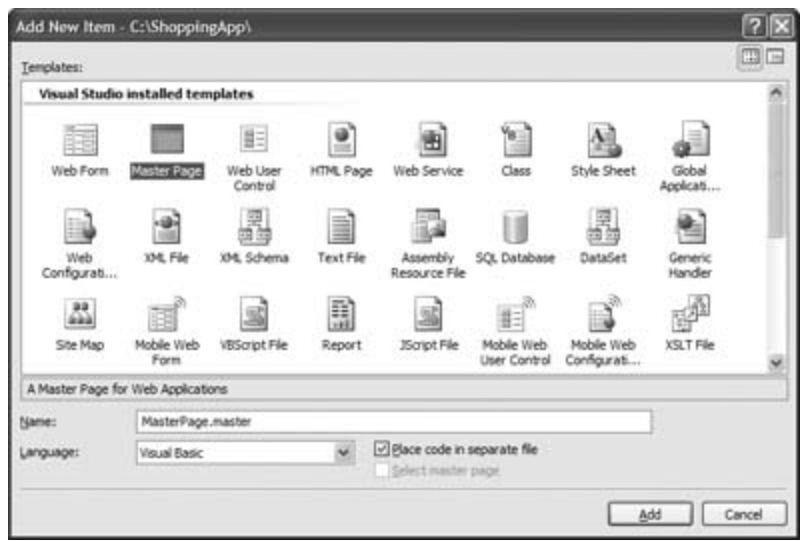 Add New Item - C:\ShoppingApp\
Templates:
Visual Studio installed templates
Web Form
Master Page
Web User
Control
HTML Page
Web Service
Class
Style Sheet
Global
Applicati...
Web
Configurati...
XML File
XML Schema
Text File
Assembly
Resource File
SQL Database
DataSet
Generic
Handler
Site Map
Mobile Web
Form
VBScript File
Report
JScript File
Mobile Web
User Control
Mobile Web
Configurati...
XSLT File
A Master Page for Web Applications
Name:
MasterPage.master
Language:
Visual Basic
Place code in separate file
Select master page
Add
Cancel